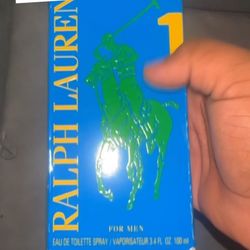 RALPH LAUREN
1
FOR MEN
EAU DE TOILETTE SPRAY / VAPORISATEUR 3.4 FL. OZ. 100 ml